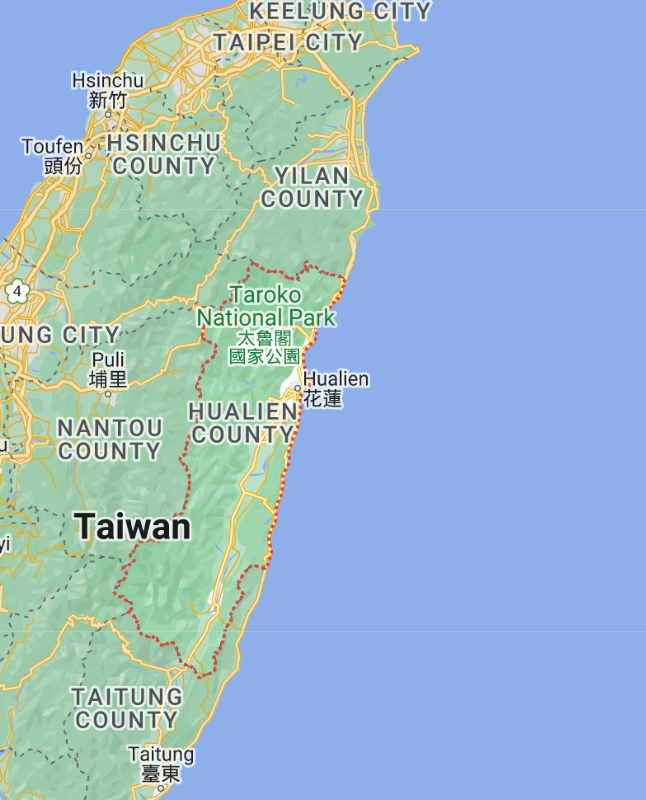 KEELUNG CITY
TAIPEI CITY
Hsinchu
新竹
Toufen
頭份
HSINCHU
COUNTY
YILAN
COUNTY
4
Taroko
National Park
太魯閣
國家公園
UNG CITY
Puli
埔里
Hualien
花蓮
HUALIEN
COUNTY
NANTOU
COUNTY
u
Taiwan
yi
TAITUNG
COUNTY
Taitung
臺東